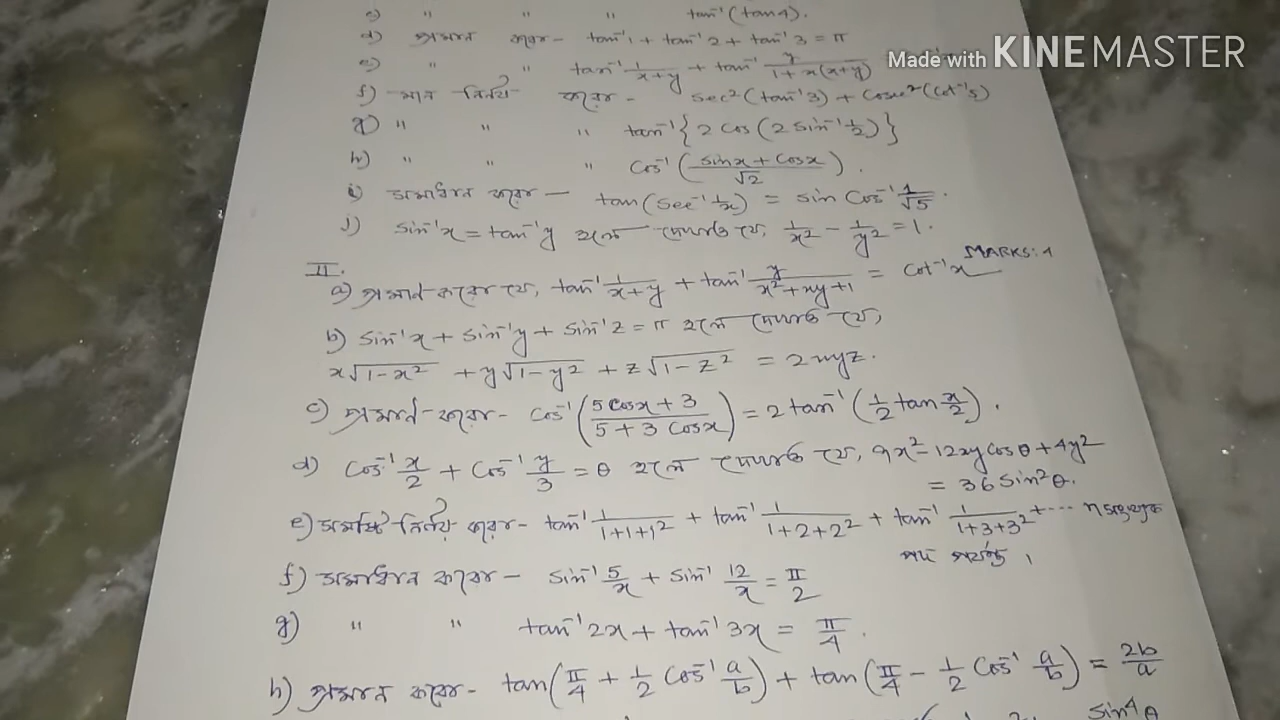 c) " " " tan⁻¹(tan4).
d) প্রমাণ করো- tan⁻¹1 + tan⁻¹2 + tan⁻¹3 = π
e) " " tan⁻¹ 1/(x+y) + tan⁻¹ y/(1+x(x+y))
Made with KINEMASTER
f) মান নির্ণয় করো - sec²(tan⁻¹3) + cosec²(cot⁻¹5)
g) " " " tan⁻¹{2 cos(2 sin⁻¹ 1/2)}
h) " " " cos⁻¹((sinx + cosx)/√2).
i) সমাধান করো — tan(sec⁻¹ 1/x) = sin cos⁻¹ 1/√5.
j) sin⁻¹x = tan⁻¹y হলে দেখাও যে, 1/x² - 1/y² = 1.
II. MARKS:4
a) প্রমাণ করো যে, tan⁻¹ 1/(x+y) + tan⁻¹ y/(x²+xy+1) = cot⁻¹x
b) sin⁻¹x + sin⁻¹y + sin⁻¹z = π হলে দেখাও যে,
x√(1-x²) + y√(1-y²) + z√(1-z²) = 2xyz.
c) প্রমাণ করো- cos⁻¹((5cosx+3)/(5+3cosx)) = 2tan⁻¹(1/2 tan x/2).
d) cos⁻¹ x/2 + cos⁻¹ y/3 = θ হলে দেখাও যে, 9x²-12xycosθ+4y²
= 36 sin²θ.
e) সমষ্টি নির্ণয় করো- tan⁻¹ 1/(1+1+1²) + tan⁻¹ 1/(1+2+2²) + tan⁻¹ 1/(1+3+3²) + ... n সংখ্যক
পদ পর্যন্ত।
f) সমাধান করো - sin⁻¹ 5/x + sin⁻¹ 12/x = π/2
g) " " tan⁻¹2x + tan⁻¹3x = π/4.
h) প্রমাণ করো- tan(π/4 + 1/2 cos⁻¹ a/b) + tan(π/4 - 1/2 cos⁻¹ a/b) = 2b/a
sin⁴θ